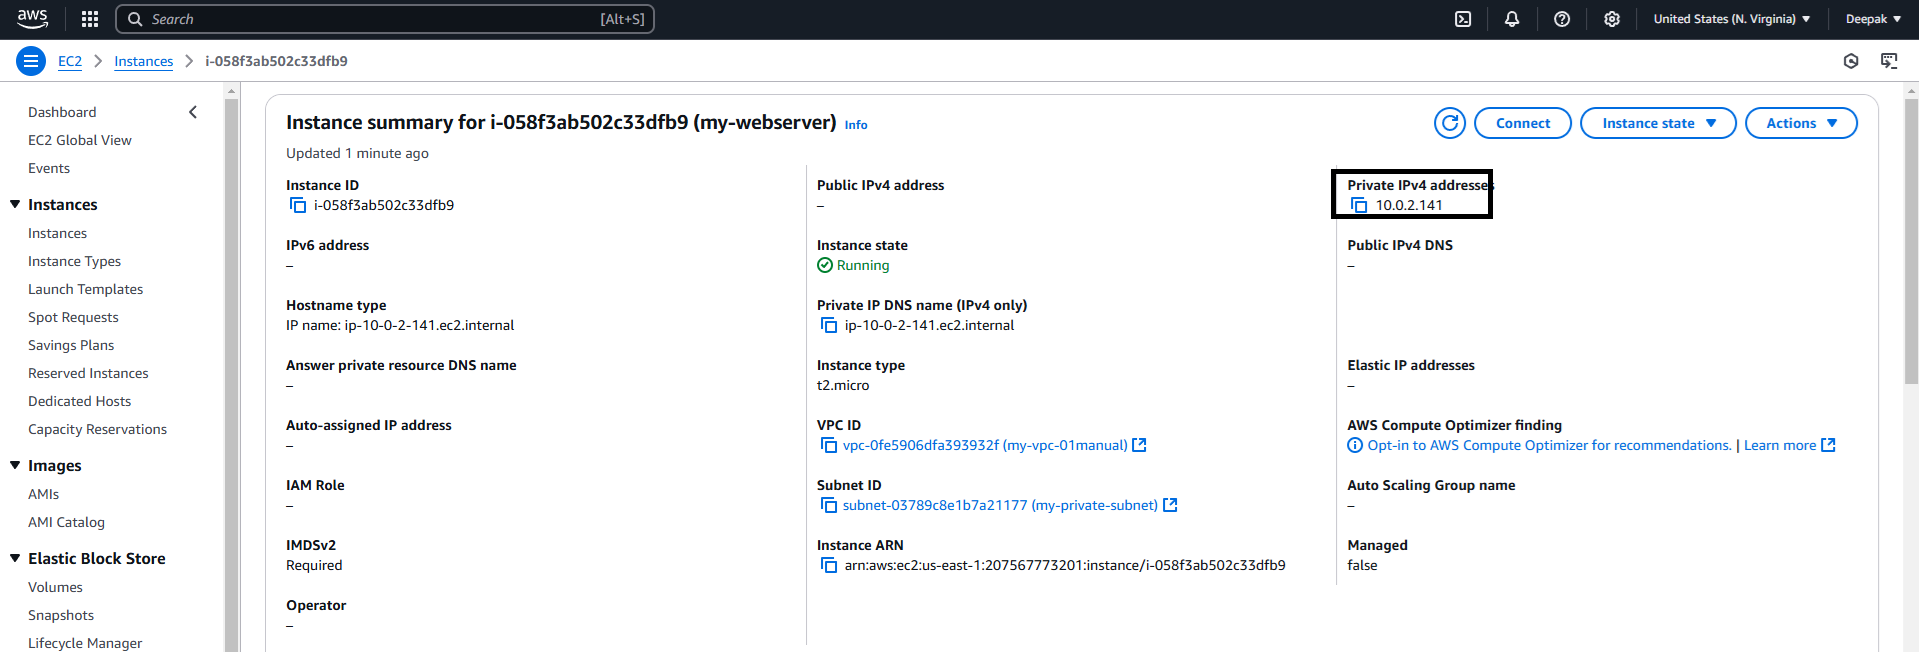 aws
Search
[Alt+S]
United States (N. Virginia)
Deepak
EC2
Instances
i-058f3ab502c33dfb9
Dashboard
EC2 Global View
Events
Instances
Instances
Instance Types
Launch Templates
Spot Requests
Savings Plans
Reserved Instances
Dedicated Hosts
Capacity Reservations
Images
AMIs
AMI Catalog
Elastic Block Store
Volumes
Snapshots
Lifecycle Manager
Instance summary for i-058f3ab502c33dfb9 (my-webserver) Info
Updated 1 minute ago
Connect
Instance state
Actions
Instance ID
i-058f3ab502c33dfb9
Public IPv4 address
–
Private IPv4 addresses
10.0.2.141
IPv6 address
–
Instance state
Running
Public IPv4 DNS
–
Hostname type
IP name: ip-10-0-2-141.ec2.internal
Private IP DNS name (IPv4 only)
ip-10-0-2-141.ec2.internal
Answer private resource DNS name
–
Instance type
t2.micro
Elastic IP addresses
–
Auto-assigned IP address
–
VPC ID
vpc-0fe5906dfa393932f (my-vpc-01manual)
AWS Compute Optimizer finding
Opt-in to AWS Compute Optimizer for recommendations. | Learn more
IAM Role
–
Subnet ID
subnet-03789c8e1b7a21177 (my-private-subnet)
Auto Scaling Group name
–
IMDSv2
Required
Instance ARN
arn:aws:ec2:us-east-1:207567773201:instance/i-058f3ab502c33dfb9
Managed
false
Operator
–